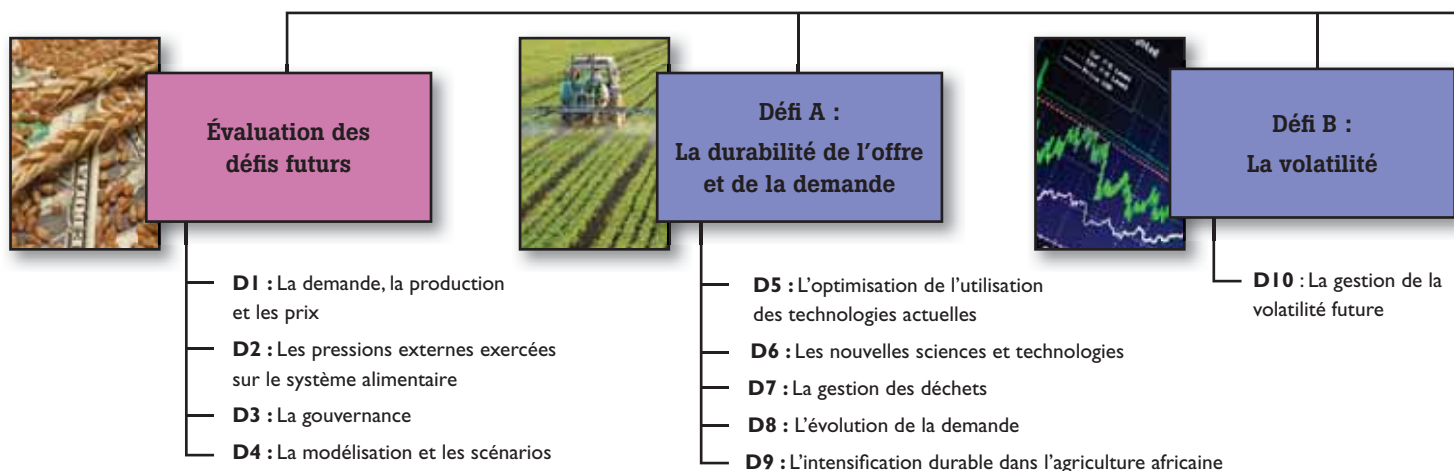 Évaluation des
défis futurs
D1 : La demande, la production
et les prix
D2 : Les pressions externes exercées
sur le système alimentaire
D3 : La gouvernance
D4 : La modélisation et les scénarios
Défi A :
La durabilité de l'offre
et de la demande
D5 : L'optimisation de l'utilisation
des technologies actuelles
D6 : Les nouvelles sciences et technologies
D7 : La gestion des déchets
D8 : L'évolution de la demande
D9 : L'intensification durable dans l'agriculture africaine
Défi B :
La volatilité
D10 : La gestion de la
volatilité future